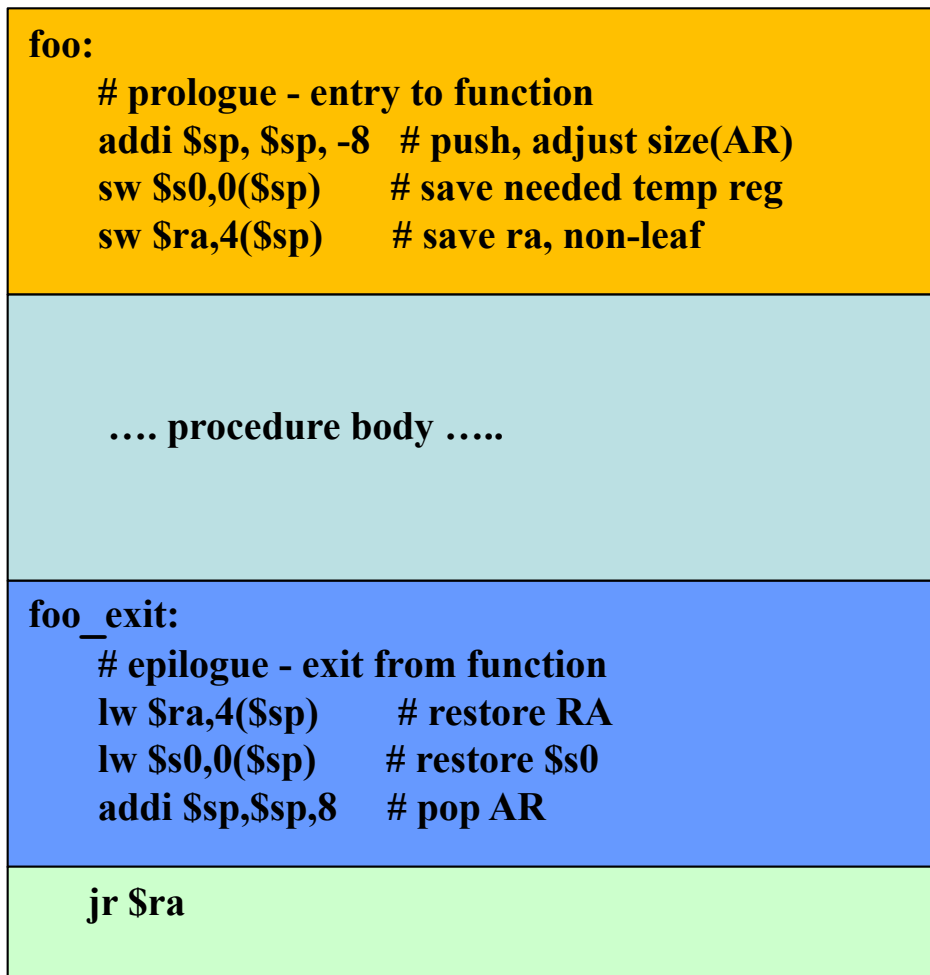 foo:
# prologue - entry to function
addi $sp, $sp, -8 # push, adjust size(AR)
sw $s0,0($sp) # save needed temp reg
sw $ra,4($sp) # save ra, non-leaf
…. procedure body …..
foo_exit:
# epilogue - exit from function
lw $ra,4($sp) # restore RA
lw $s0,0($sp) # restore $s0
addi $sp,$sp,8 # pop AR
jr $ra